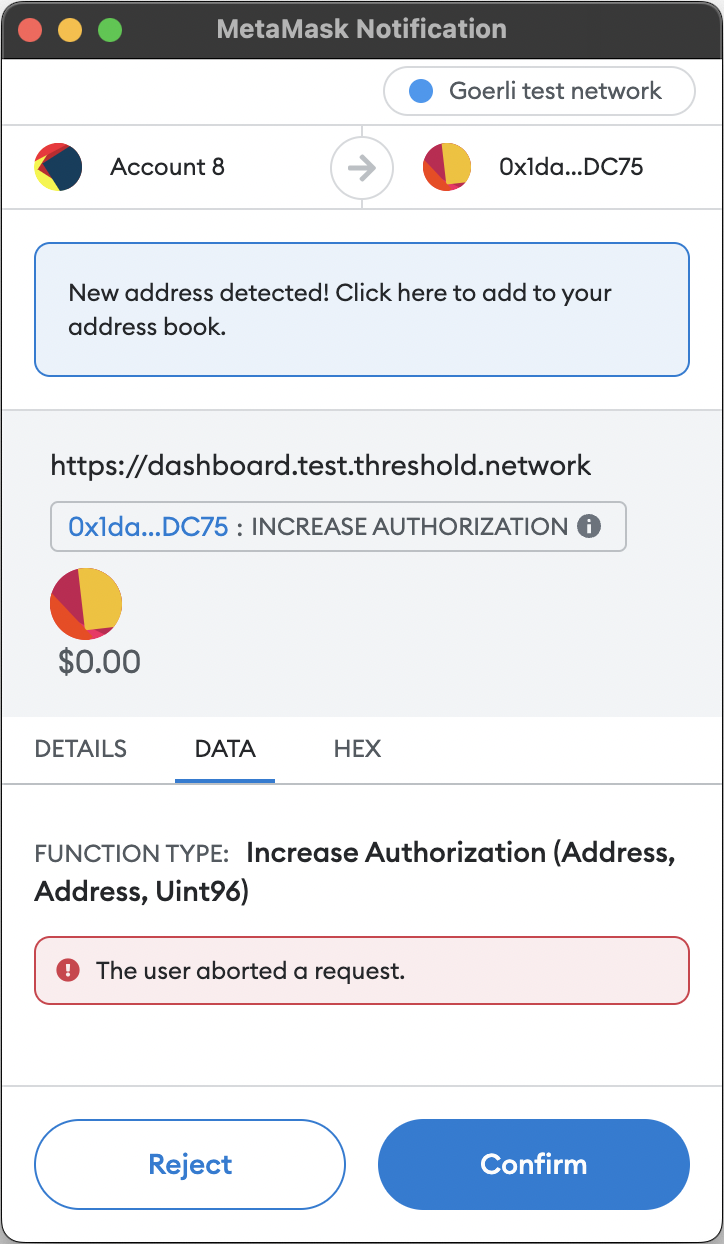 MetaMask Notification
Goerli test network
Account 8
0x1da...DC75
New address detected! Click here to add to your
address book.
https://dashboard.test.threshold.network
0x1da...DC75 : INCREASE AUTHORIZATION
$0.00
DETAILS DATA HEX
FUNCTION TYPE: Increase Authorization (Address,
Address, Uint96)
The user aborted a request.
Reject Confirm